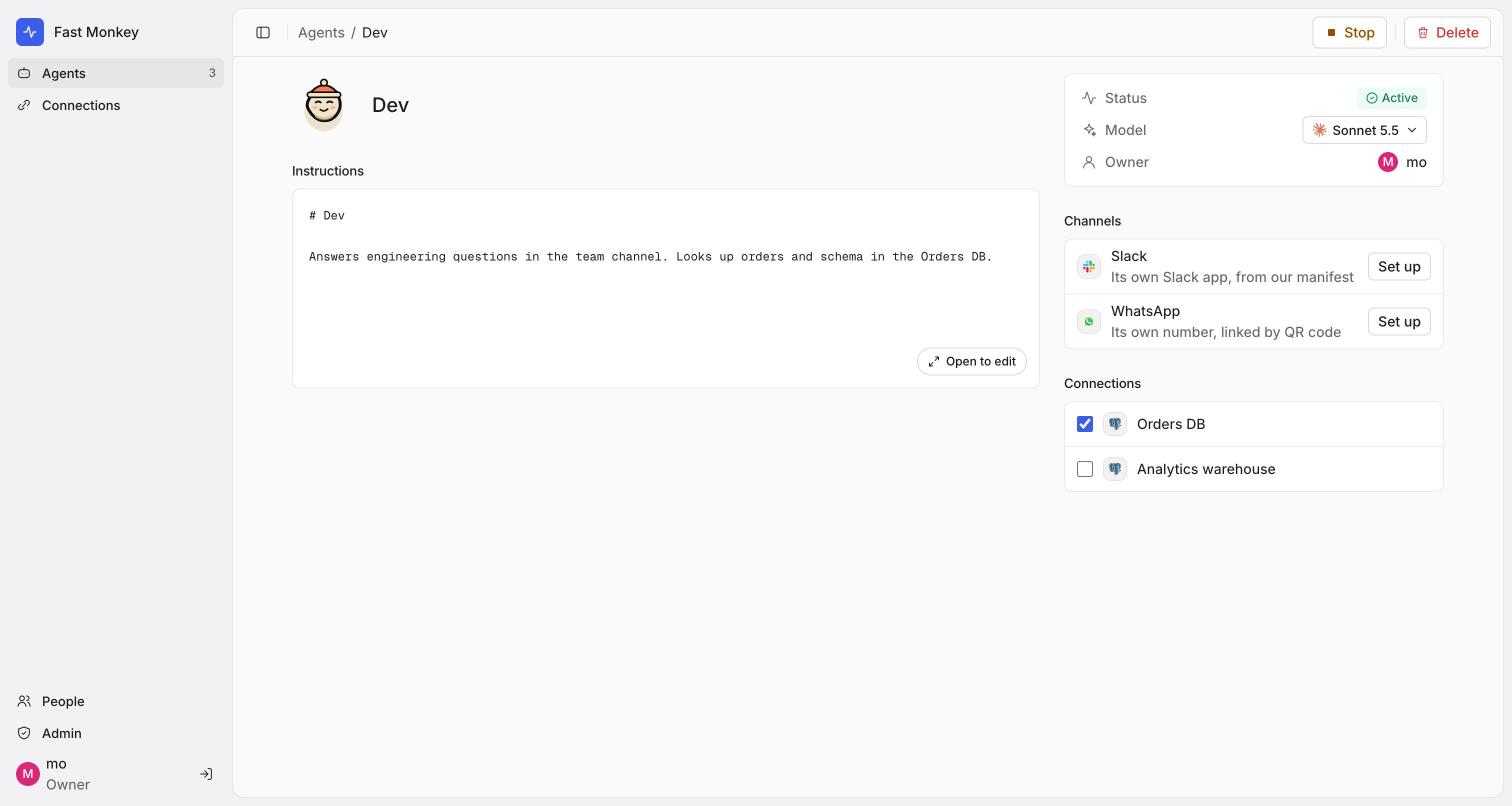 Fast Monkey
Agents 3
Connections
People
Admin
M mo
Owner
Agents / Dev
Stop
Delete
Dev
Instructions
# Dev
Answers engineering questions in the team channel. Looks up orders and schema in the Orders DB.
Open to edit
Status Active
Model Sonnet 5.5
Owner M mo
Channels
Slack
Its own Slack app, from our manifest
Set up
WhatsApp
Its own number, linked by QR code
Set up
Connections
Orders DB
Analytics warehouse